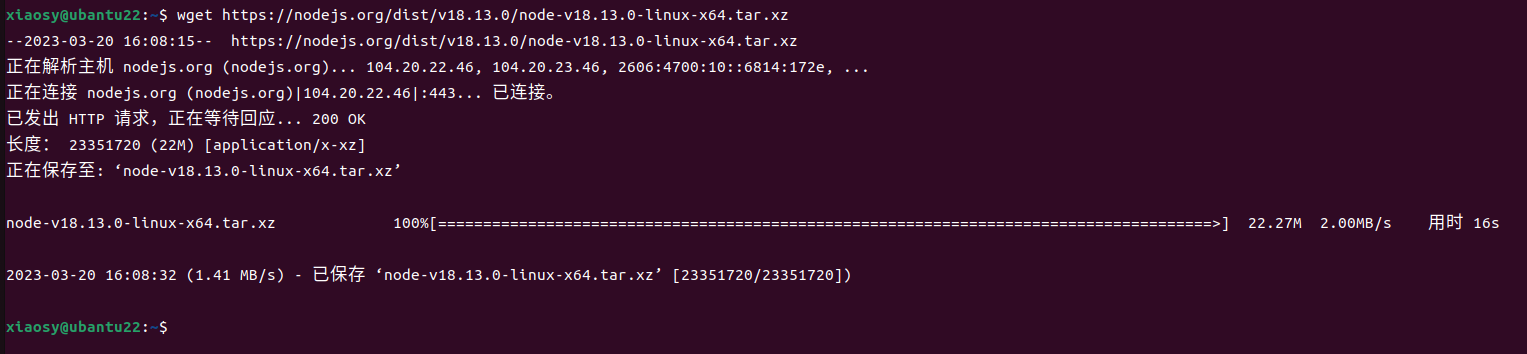 xiaosy@ubantu22:~$ wget https://nodejs.org/dist/v18.13.0/node-v18.13.0-linux-x64.tar.xz
--2023-03-20 16:08:15--  https://nodejs.org/dist/v18.13.0/node-v18.13.0-linux-x64.tar.xz
正在解析主机 nodejs.org (nodejs.org)... 104.20.22.46, 104.20.23.46, 2606:4700:10::6814:172e, ...
正在连接 nodejs.org (nodejs.org)|104.20.22.46|:443... 已连接。
已发出 HTTP 请求，正在等待回应... 200 OK
长度： 23351720 (22M) [application/x-xz]
正在保存至: ‘node-v18.13.0-linux-x64.tar.xz’
node-v18.13.0-linux-x64.tar.xz             100%[======================================================================================>]  22.27M  2.00MB/s    用时 16s
2023-03-20 16:08:32 (1.41 MB/s) - 已保存 ‘node-v18.13.0-linux-x64.tar.xz’ [23351720/23351720])
xiaosy@ubantu22:~$